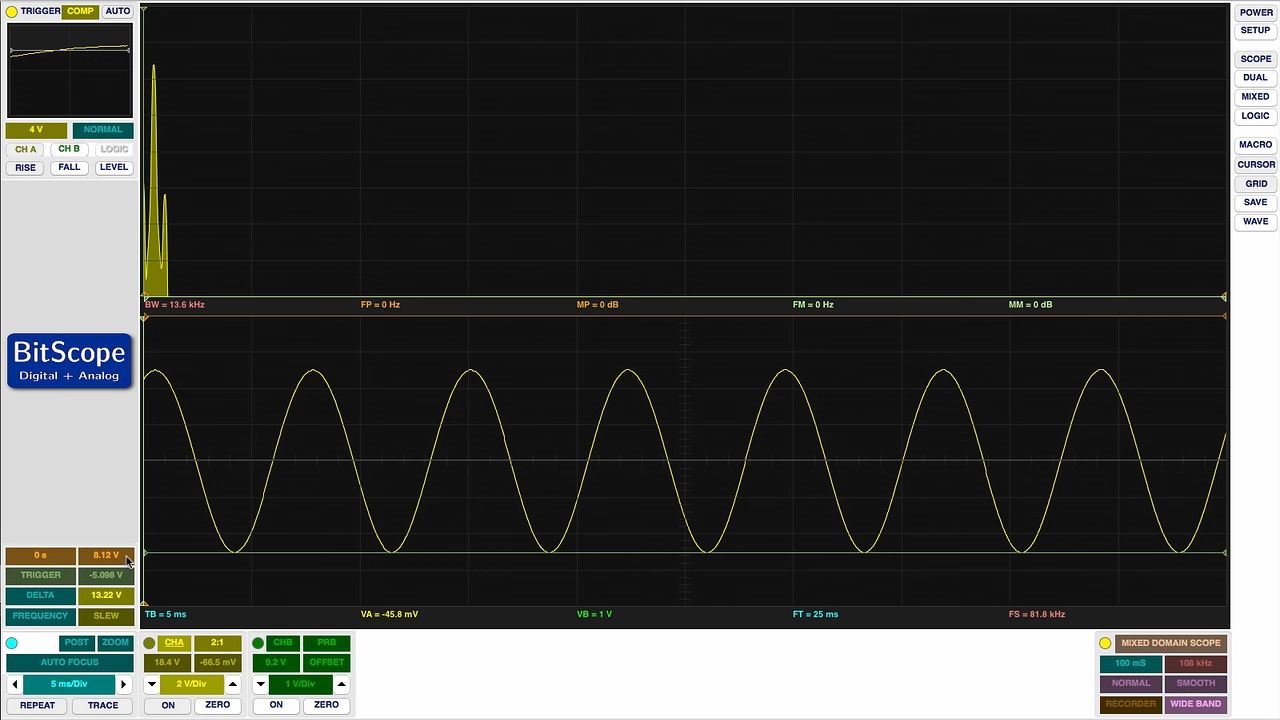 TRIGGER COMP AUTO
4 V NORMAL
CH A CH B LOGIC
RISE FALL LEVEL
BitScope
Digital + Analog
0 s 8.12 V
TRIGGER -5.098 V
DELTA 13.22 V
FREQUENCY SLEW
POST ZOOM
AUTO FOCUS
5 ms/Div
REPEAT TRACE
BW = 13.6 kHz FP = 0 Hz MP = 0 dB FM = 0 Hz MM = 0 dB
TB = 5 ms VA = -45.8 mV VB = 1 V FT = 25 ms FS = 81.8 kHz
CHA 2:1
18.4 V -66.5 mV
2 V/Div
ON ZERO
CHB PRB
9.2 V OFFSET
1 V/Div
ON ZERO
MIXED DOMAIN SCOPE
100 mS 108 kHz
NORMAL SMOOTH
RECORDER WIDE BAND
POWER
SETUP
SCOPE
DUAL
MIXED
LOGIC
MACRO
CURSOR
GRID
SAVE
WAVE